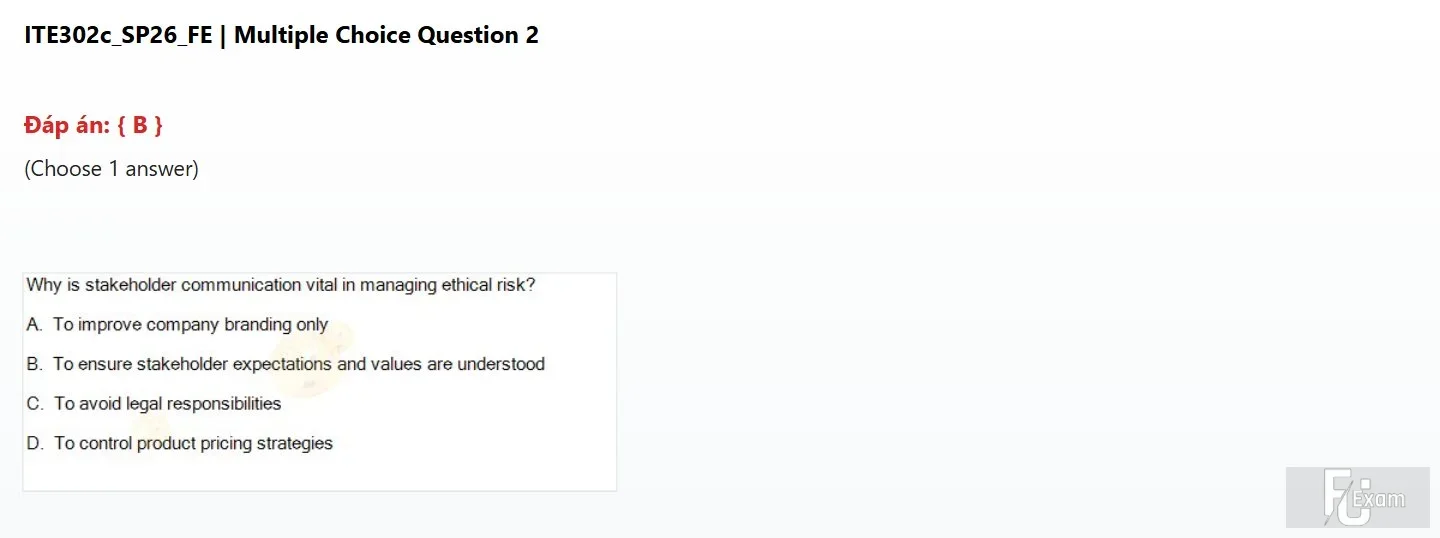 ITE302c_SP26_FE | Multiple Choice Question 2
Đáp án: { B }
(Choose 1 answer)
Why is stakeholder communication vital in managing ethical risk?
A. To improve company branding only
B. To ensure stakeholder expectations and values are understood
C. To avoid legal responsibilities
D. To control product pricing strategies
FU Exam